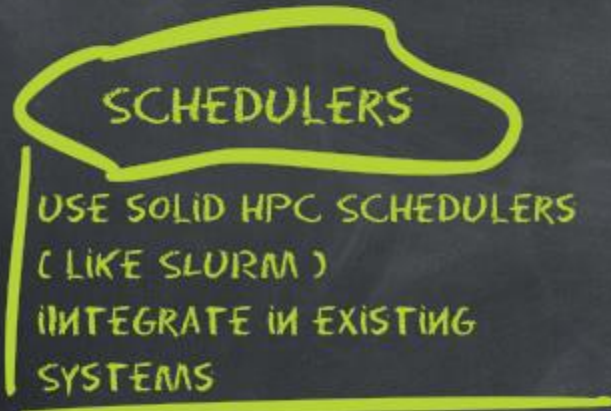 SCHEDULERS
USE SOLiD HPC SCHEDULERS
( LiKE SLURM )
iINTEGRATE iN EXiSTiNG
SYSTEMS